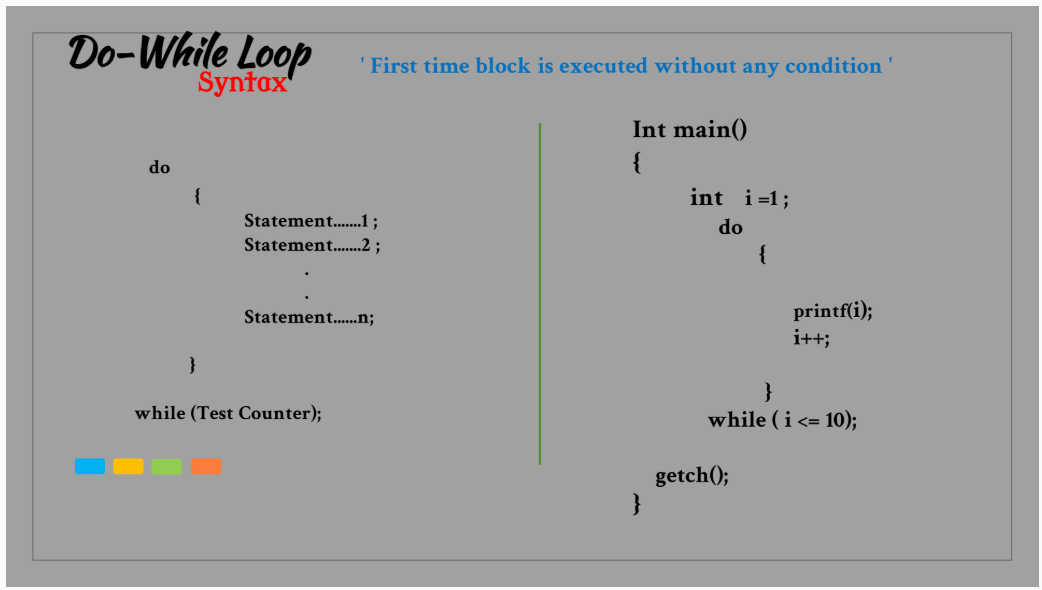 Do-While Loop
Syntax
' First time block is executed without any condition '
do
{
Statement.......1 ;
Statement.......2 ;
.
.
Statement......n;
}
while (Test Counter);
Int main()
{
int i =1 ;
do
{
printf(i);
i++;
}
while ( i <= 10);
getch();
}